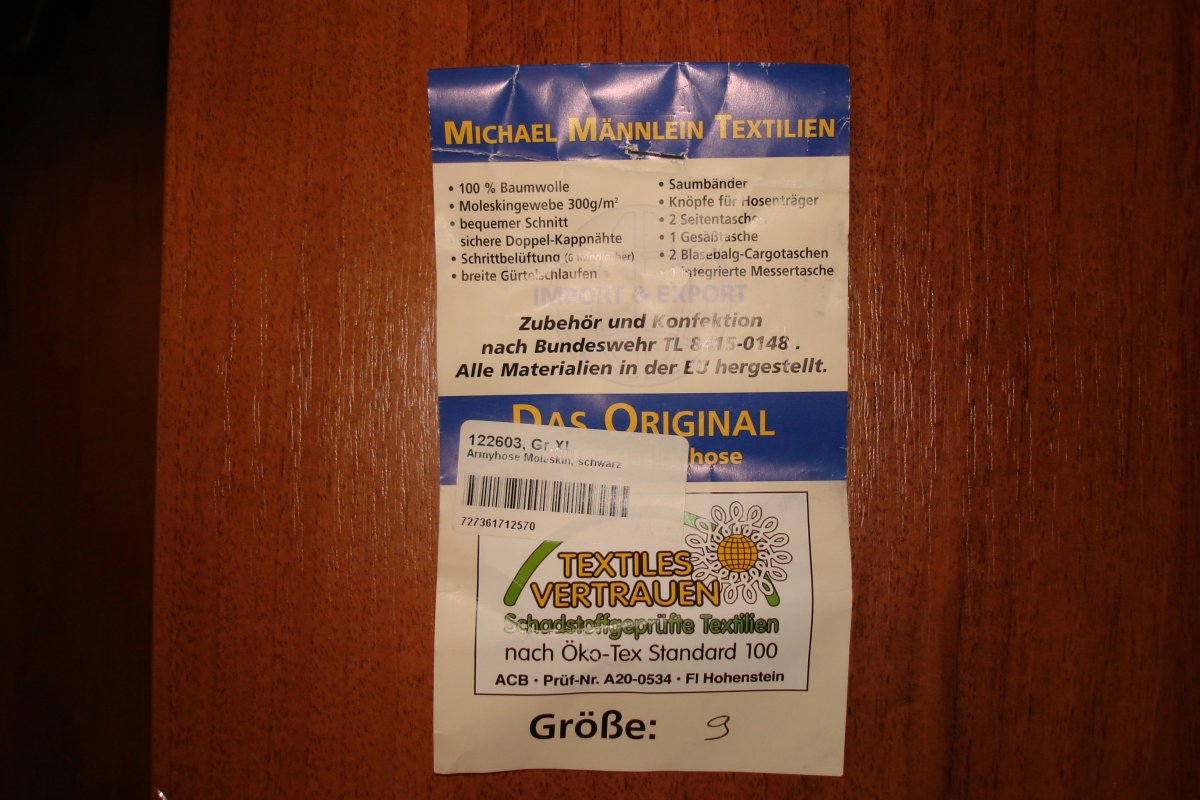 MICHAEL MÄNNLEIN TEXTILIEN
• 100 % Baumwolle
• Moleskingewebe 300g/m²
• bequemer Schnitt
sichere Doppel-Kappnähte
• Schrittbelüftung
• breite Gürtelschlaufen
• Saumbänder
• Knöpfe für Hosenträger
• 2 Seitentaschen
• 1 Gesäßtasche
• 2 Blasebalg-Cargotaschen
integrierte Messertasche
IMPORT & EXPORT
Zubehör und Konfektion
nach Bundeswehr TL 8415-0148 .
Alle Materialien in der EU hergestellt.
DAS ORIGINAL
hose
122603, Gr.XL
Armyhose Moleskin, schwarz
727361712570
TEXTILES
VERTRAUEN
Schadstoffgeprüfte Textilien
nach Öko-Tex Standard 100
ACB • Prüf-Nr. A20-0534 • FI Hohenstein
Größe: 9